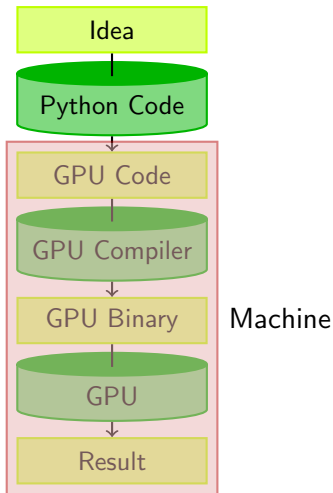 Idea
Python Code
GPU Code
GPU Compiler
GPU Binary
Machine
GPU
Result